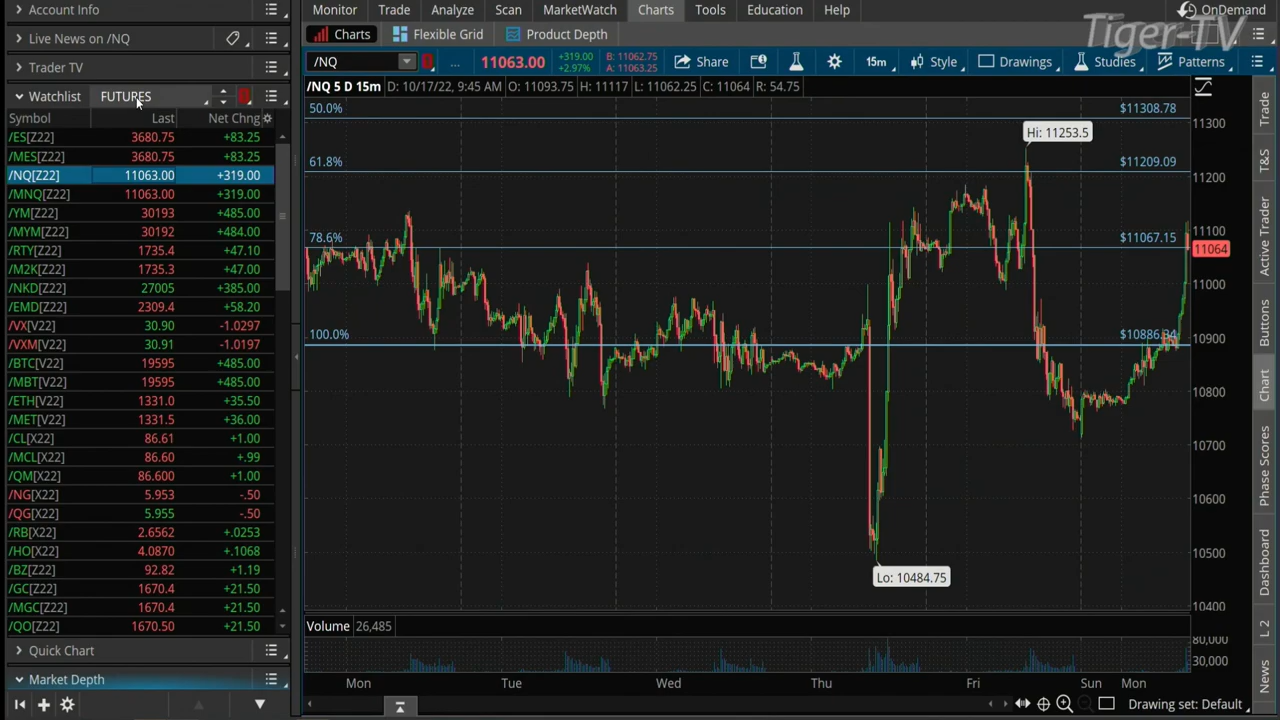 Account Info
Monitor Trade Analyze Scan MarketWatch Charts Tools Education Help OnDemand
Tiger-TV
Live News on /NQ
Charts Flexible Grid Product Depth
Trader TV
/NQ ... 11063.00 +319.00 +2.97% B: 11062.75 A: 11063.25 Share 15m Style Drawings Studies Patterns
Watchlist FUTURES
/NQ 5 D 15m D: 10/17/22, 9:45 AM O: 11093.75 H: 11117 L: 11062.25 C: 11064 R: 54.75
Symbol Last Net Chng
/ES[Z22] 3680.75 +83.25
/MES[Z22] 3680.75 +83.25
/NQ[Z22] 11063.00 +319.00
/MNQ[Z22] 11063.00 +319.00
/YM[Z22] 30193 +485.00
/MYM[Z22] 30192 +484.00
/RTY[Z22] 1735.4 +47.10
/M2K[Z22] 1735.3 +47.00
/NKD[Z22] 27005 +385.00
/EMD[Z22] 2309.4 +58.20
/VX[V22] 30.90 -1.0297
/VXM[V22] 30.91 -1.0197
/BTC[V22] 19595 +485.00
/MBT[V22] 19595 +485.00
/ETH[V22] 1331.0 +35.50
/MET[V22] 1331.5 +36.00
/CL[X22] 86.61 +1.00
/MCL[X22] 86.60 +.99
/QM[X22] 86.600 +1.00
/NG[X22] 5.953 -.50
/QG[X22] 5.955 -.50
/RB[X22] 2.6562 +.0253
/HO[X22] 4.0870 +.1068
/BZ[Z22] 92.82 +1.19
/GC[Z22] 1670.4 +21.50
/MGC[Z22] 1670.4 +21.50
/QO[Z22] 1670.50 +21.50
Quick Chart
Market Depth
50.0% $11308.78
Hi: 11253.5
61.8% $11209.09
78.6% $11067.15
100.0% $10886.34
Lo: 10484.75
11300
11200
11100
11064
11000
10900
10800
10700
10600
10500
10400
Volume 26,485
80,000
30,000
Mon Tue Wed Thu Fri Sun Mon
Drawing set: Default
Trade
T&S
Active Trader
Buttons
Chart
Phase Scores
Dashboard
L 2
News